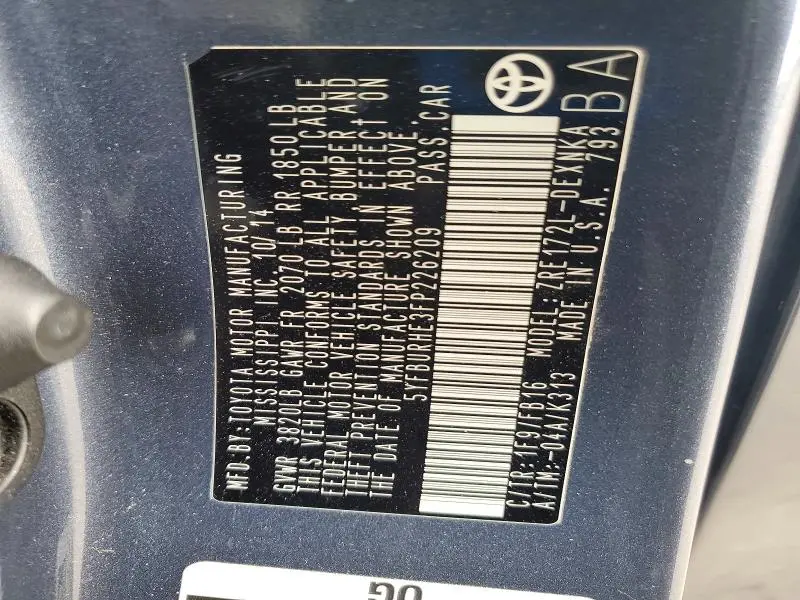 MFD.BY:TOYOTA MOTOR MANUFACTURING
MISSISSIPPI,INC. 10/14
GVWR 3820LB GAWR FR 2070 LB RR 1850LB
THIS VEHICLE CONFORMS TO ALL APPLICABLE
FEDERAL MOTOR VEHICLE SAFETY BUMPER, AND
THEFT PREVENTION STANDARDS IN EFFECT ON
THE DATE OF MANUFACTURE SHOWN ABOVE.
5YFBURHE3FP226209 PASS.CAR
C/TR:1F9/FB16 MODEL:ZRE172L-DEXNKA
A/TM:-04A/K313 MADE IN U.S.A. 793
BA